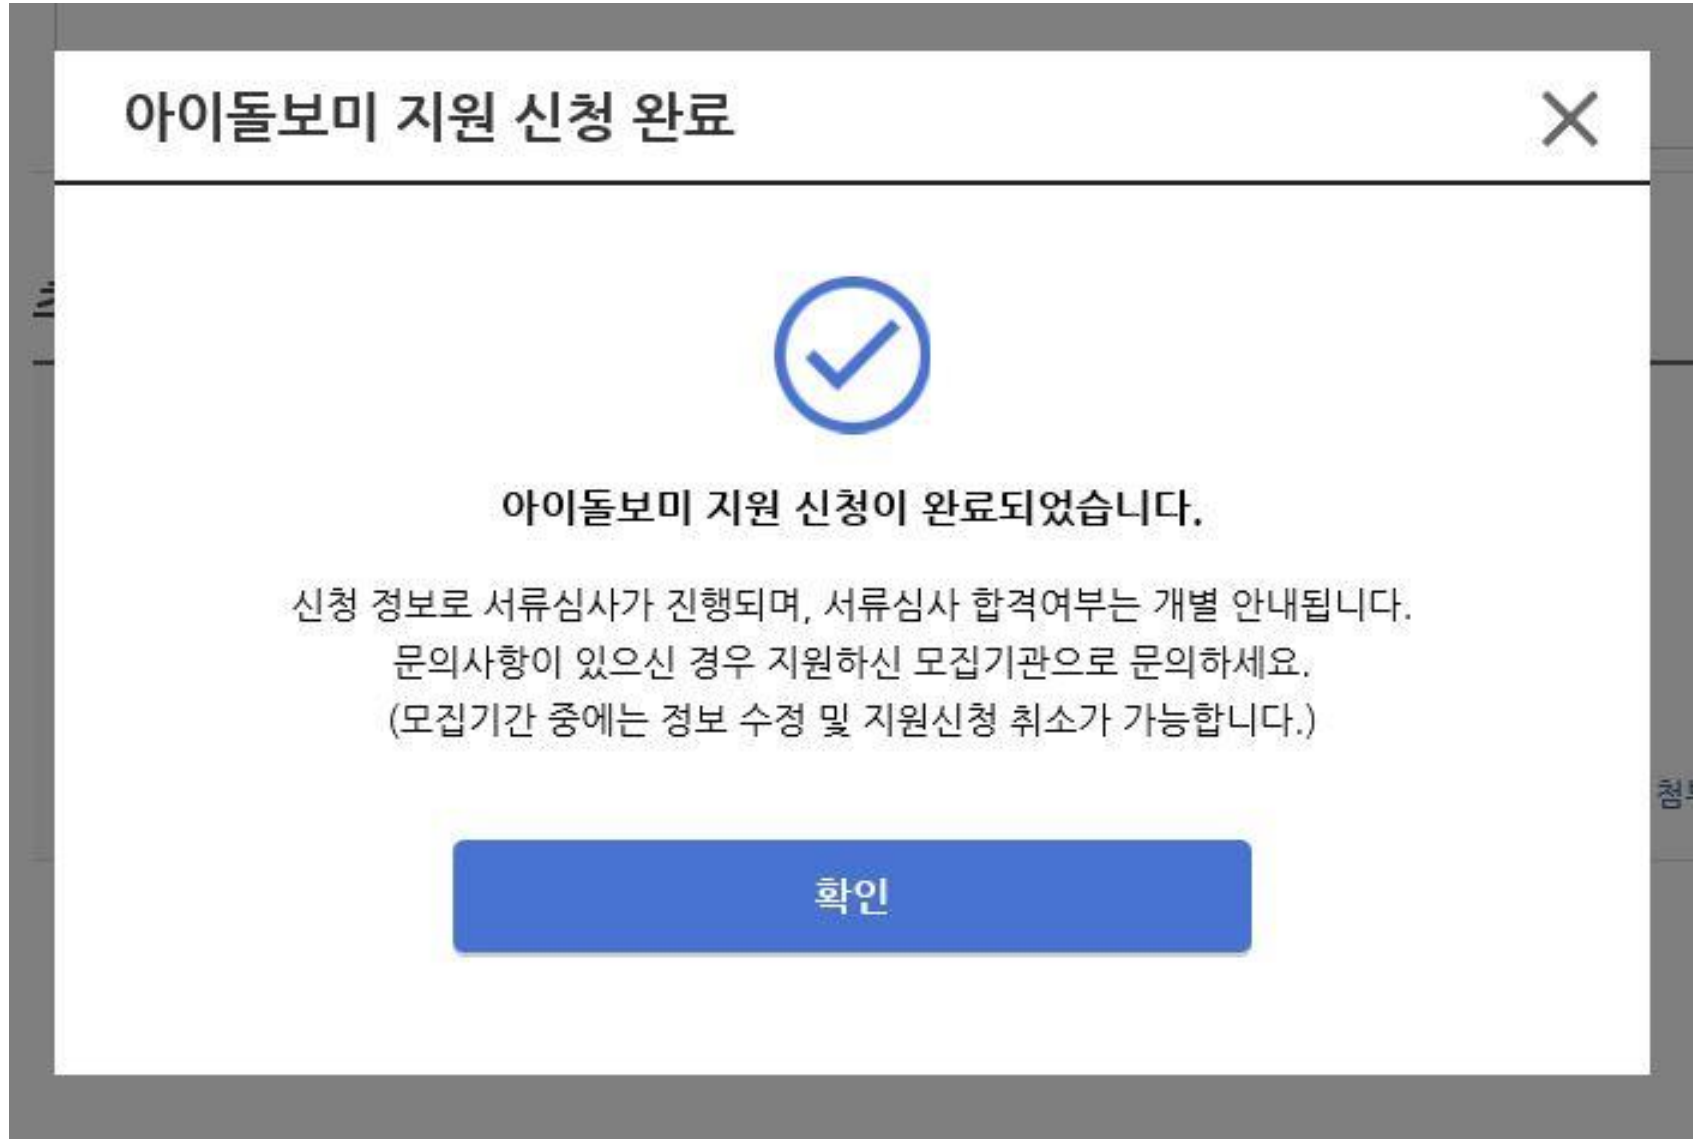 아이돌보미 지원 신청 완료
아이돌보미 지원 신청이 완료되었습니다.
신청 정보로 서류심사가 진행되며, 서류심사 합격여부는 개별 안내됩니다.
문의사항이 있으신 경우 지원하신 모집기관으로 문의하세요.
(모집기간 중에는 정보 수정 및 지원신청 취소가 가능합니다.)
확인